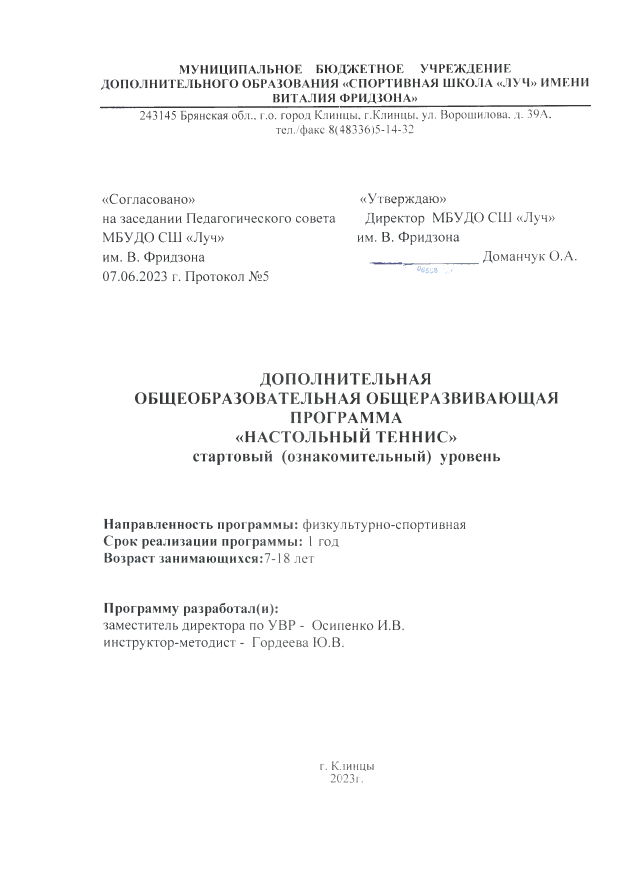 МУНИЦИПАЛЬНОЕ БЮДЖЕТНОЕ УЧРЕЖДЕНИЕ
ДОПОЛНИТЕЛЬНОГО ОБРАЗОВАНИЯ «СПОРТИВНАЯ ШКОЛА «ЛУЧ» ИМЕНИ
ВИТАЛИЯ ФРИДЗОНА»
243145 Брянская обл., г.о. город Клинцы, г.Клинцы, ул. Ворошилова, д. 39А,
тел./факс 8(48336)5-14-32
«Согласовано» «Утверждаю»
на заседании Педагогического совета Директор МБУДО СШ «Луч»
МБУДО СШ «Луч» им. В. Фридзона
им. В. Фридзона ______________ Доманчук О.А.
07.06.2023 г. Протокол №5
ДОПОЛНИТЕЛЬНАЯ
ОБЩЕОБРАЗОВАТЕЛЬНАЯ ОБЩЕРАЗВИВАЮЩАЯ
ПРОГРАММА
«НАСТОЛЬНЫЙ ТЕННИС»
стартовый (ознакомительный) уровень
Направленность программы: физкультурно-спортивная
Срок реализации программы: 1 год
Возраст занимающихся:7-18 лет
Программу разработал(и):
заместитель директора по УВР - Осипенко И.В.
инструктор-методист - Гордеева Ю.В.
г. Клинцы
2023г.